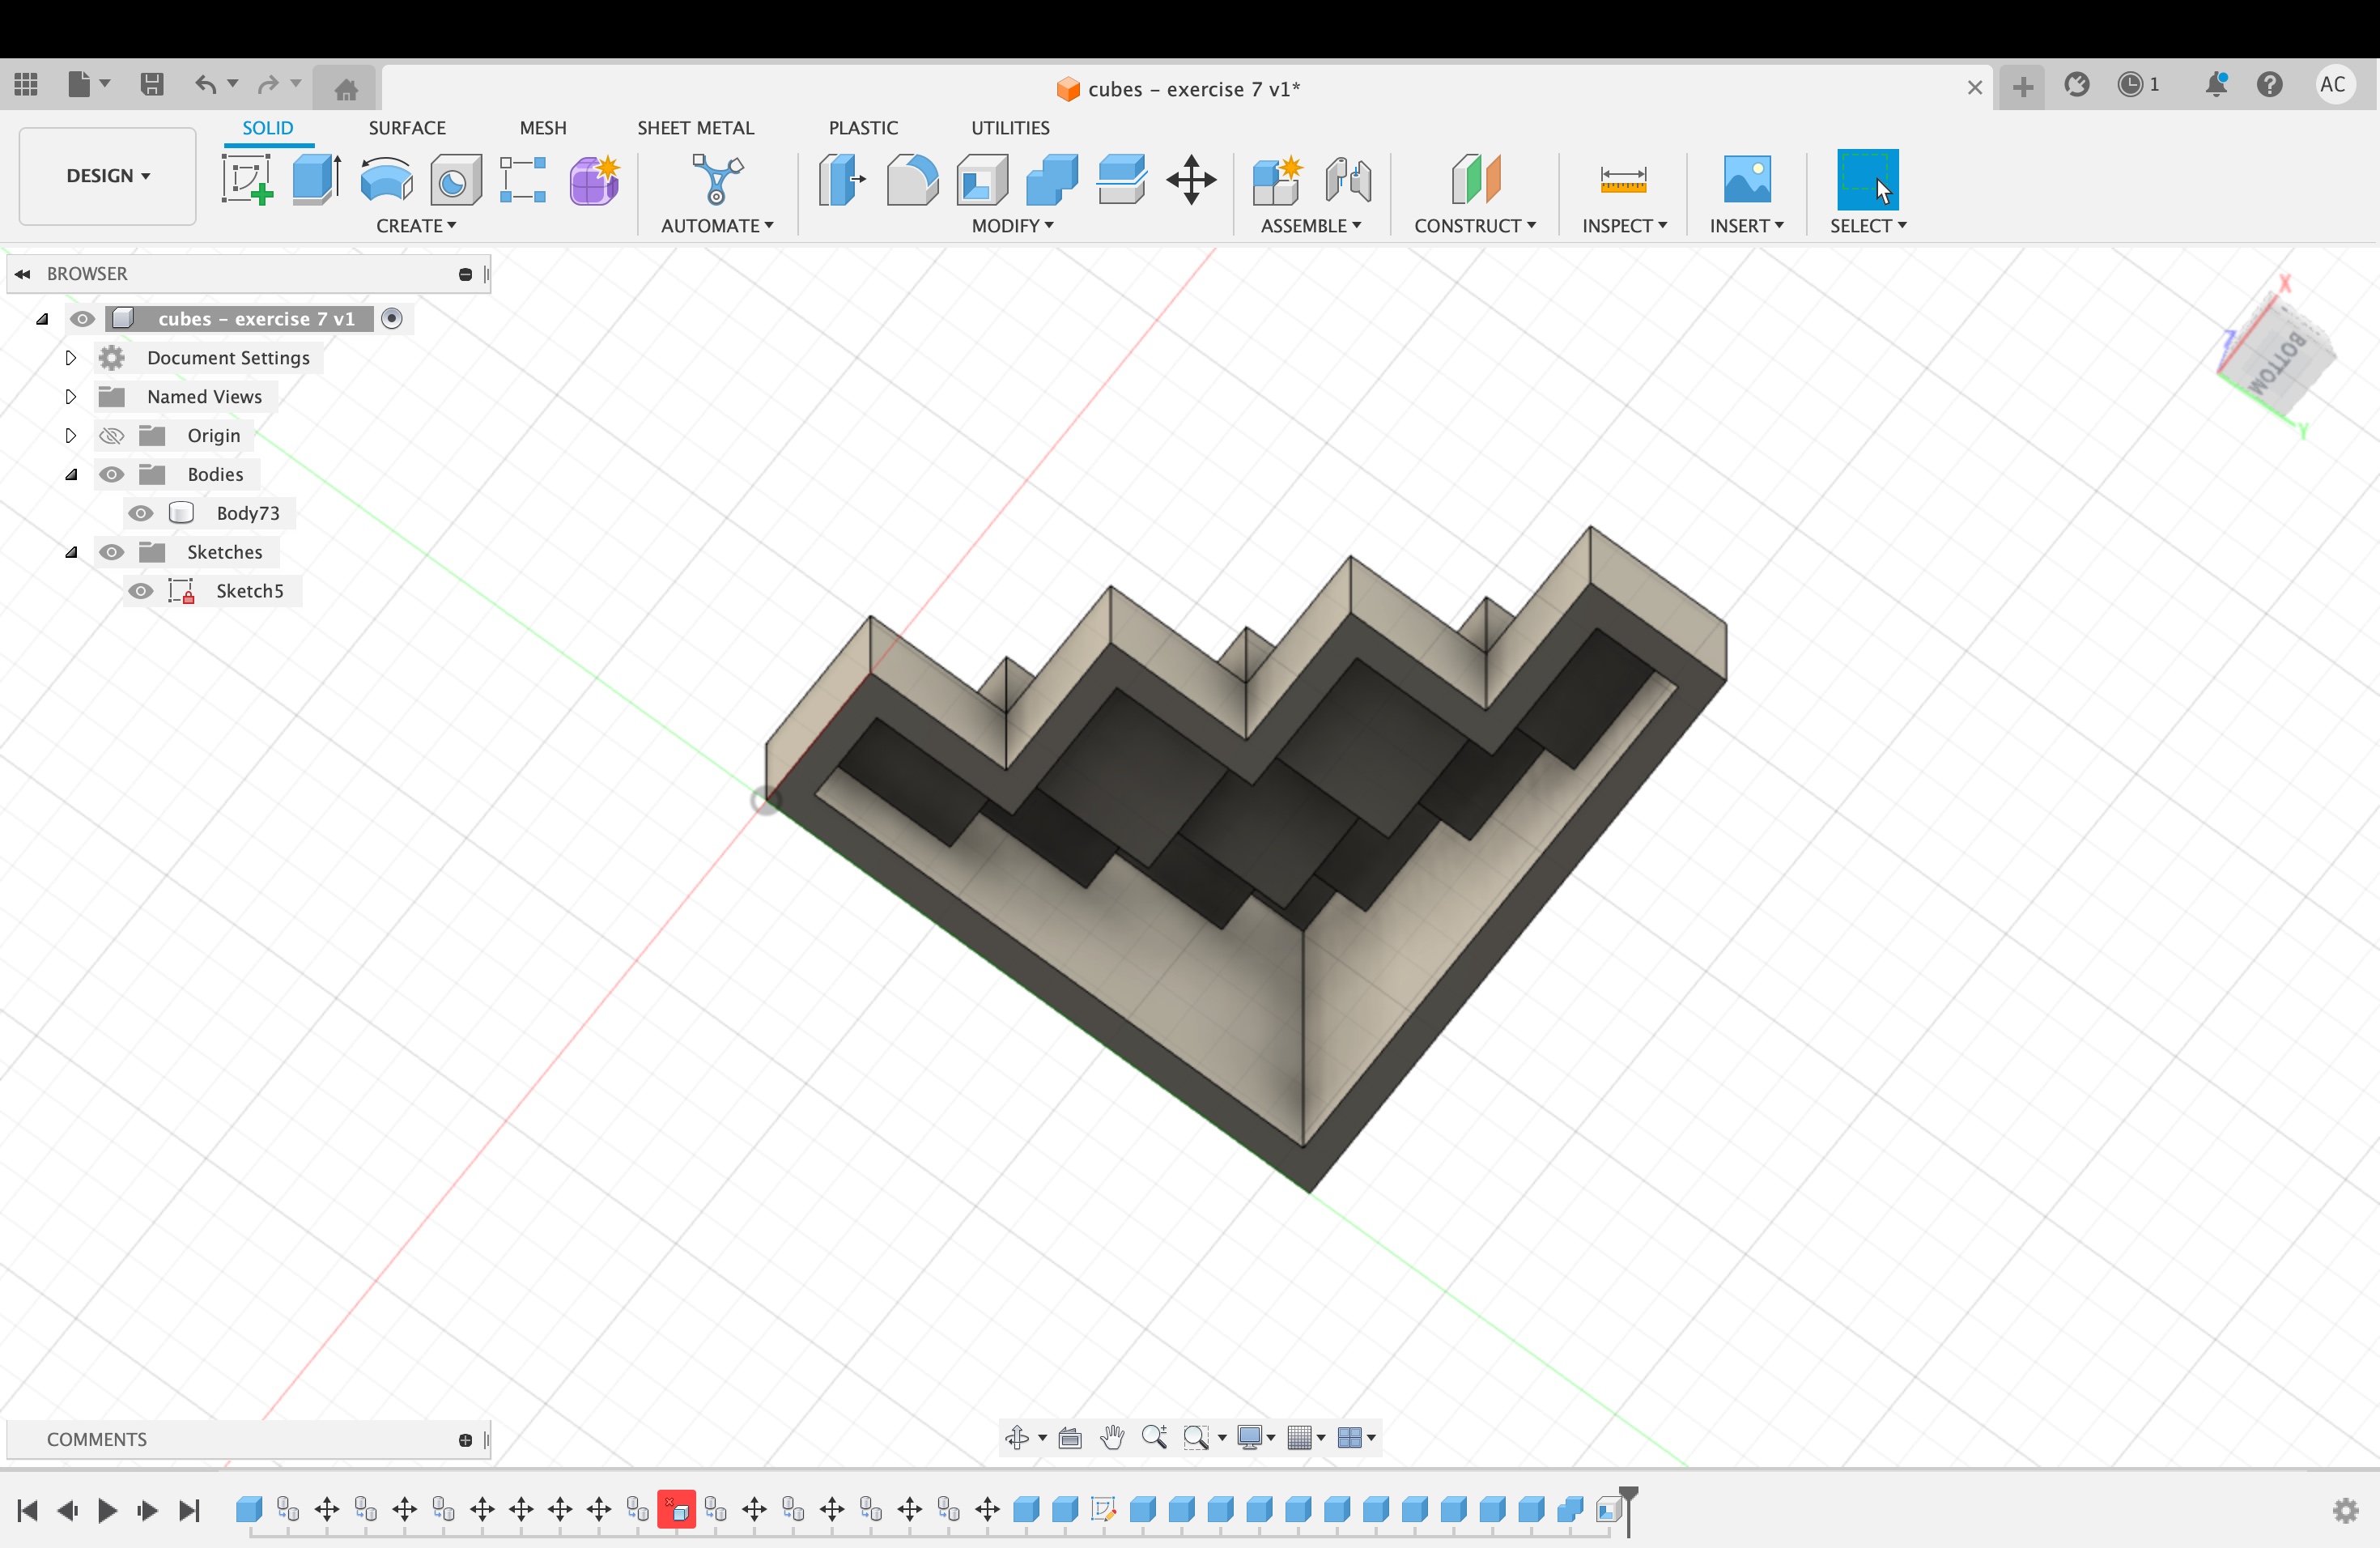 cubes – exercise 7 v1*
1
AC
DESIGN
SOLID
SURFACE
MESH
SHEET METAL
PLASTIC
UTILITIES
CREATE
AUTOMATE
MODIFY
ASSEMBLE
CONSTRUCT
INSPECT
INSERT
SELECT
BROWSER
cubes – exercise 7 v1
Document Settings
Named Views
Origin
Bodies
Body73
Sketches
Sketch5
X
BOTTOM
Y
COMMENTS